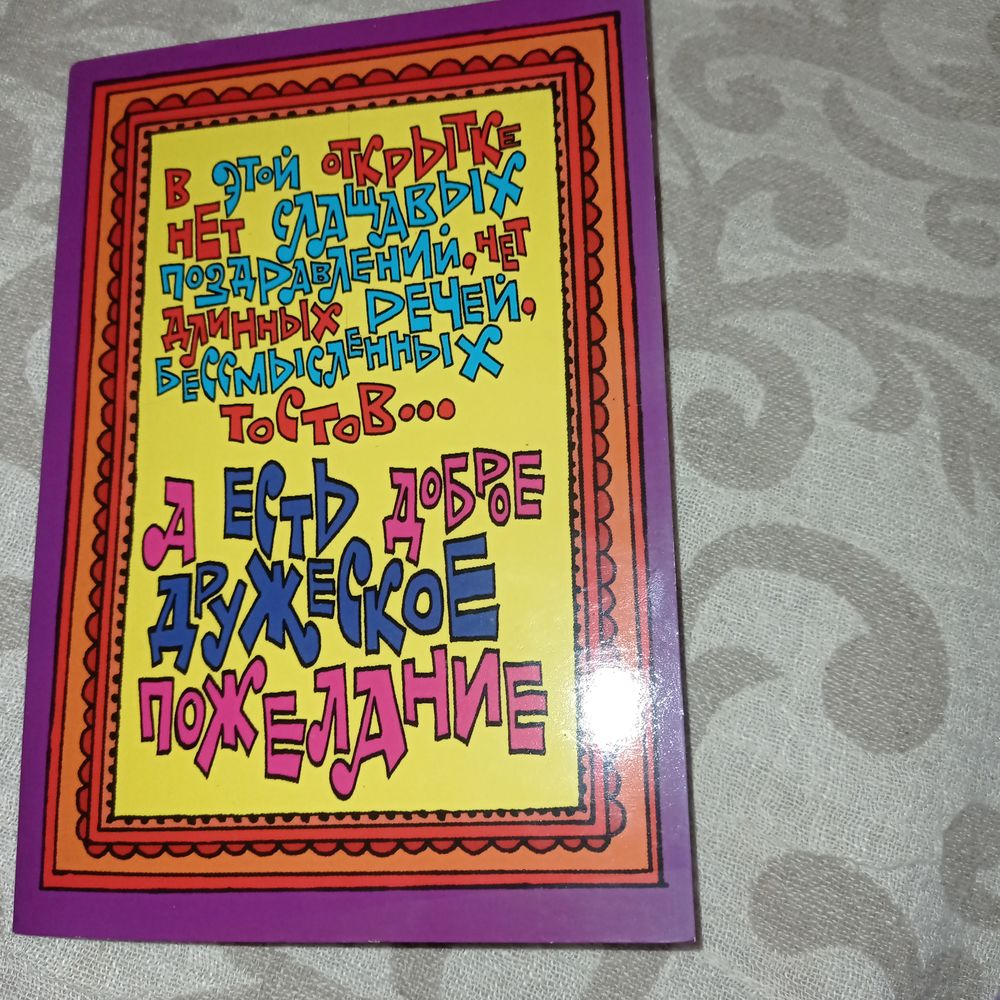 В ЭТОЙ ОТКРЫТКЕ
НЕТ СЛАЩАВЫХ
ПОЗДРАВЛЕНИЙ, НЕТ
ДЛИННЫХ РЕЧЕЙ,
БЕССМЫСЛЕННЫХ
ТОСТОВ...
А ЕСТЬ ДОБРОЕ
ДРУЖЕСКОЕ
ПОЖЕЛАНИЕ